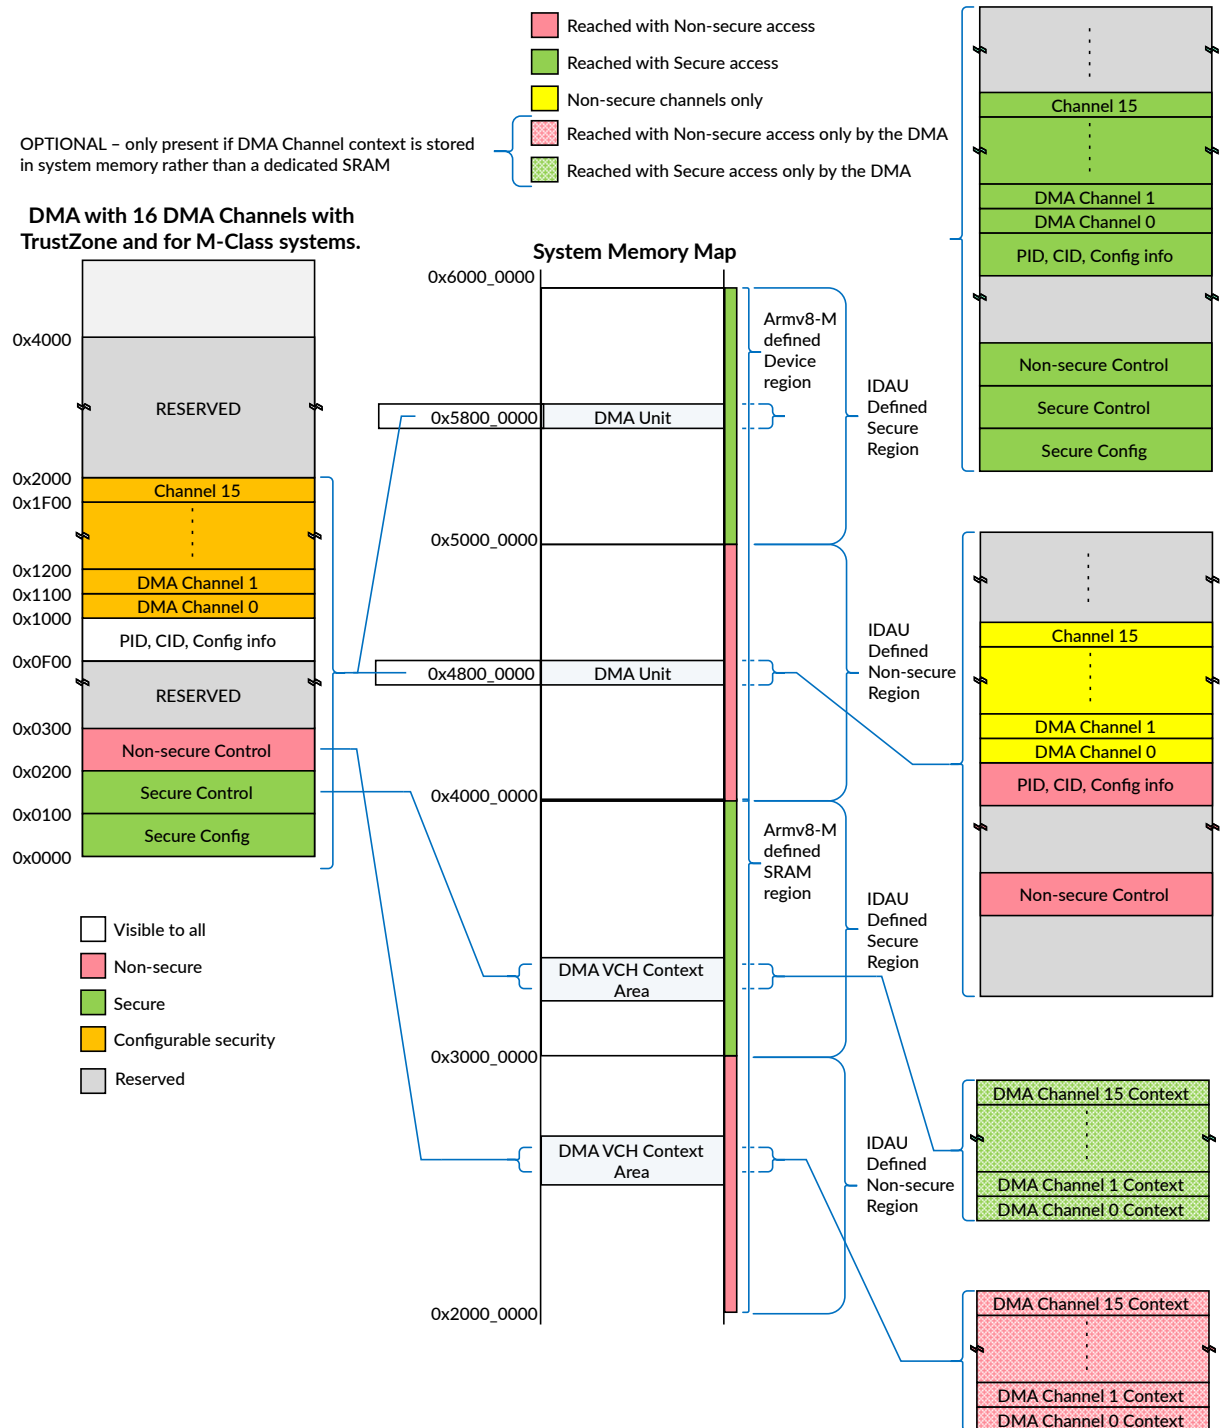 Reached with Non-secure access
Reached with Secure access
Non-secure channels only
Reached with Non-secure access only by the DMA
Reached with Secure access only by the DMA
OPTIONAL – only present if DMA Channel context is stored
in system memory rather than a dedicated SRAM
DMA with 16 DMA Channels with
TrustZone and for M-Class systems.
0x4000
RESERVED
0x2000
Channel 15
0x1F00
0x1200
DMA Channel 1
0x1100
DMA Channel 0
0x1000
PID, CID, Config info
0x0F00
RESERVED
0x0300
Non-secure Control
0x0200
Secure Control
0x0100
Secure Config
0x0000
Visible to all
Non-secure
Secure
Configurable security
Reserved
System Memory Map
0x6000_0000
0x5800_0000
DMA Unit
0x5000_0000
0x4800_0000
DMA Unit
0x4000_0000
DMA VCH Context
Area
0x3000_0000
DMA VCH Context
Area
0x2000_0000
Armv8-M
defined
Device
region
IDAU
Defined
Secure
Region
IDAU
Defined
Non-secure
Region
Armv8-M
defined
SRAM
region
IDAU
Defined
Secure
Region
IDAU
Defined
Non-secure
Region
Channel 15
DMA Channel 1
DMA Channel 0
PID, CID, Config info
Non-secure Control
Secure Control
Secure Config
Channel 15
DMA Channel 1
DMA Channel 0
PID, CID, Config info
Non-secure Control
DMA Channel 15 Context
DMA Channel 1 Context
DMA Channel 0 Context
DMA Channel 15 Context
DMA Channel 1 Context
DMA Channel 0 Context